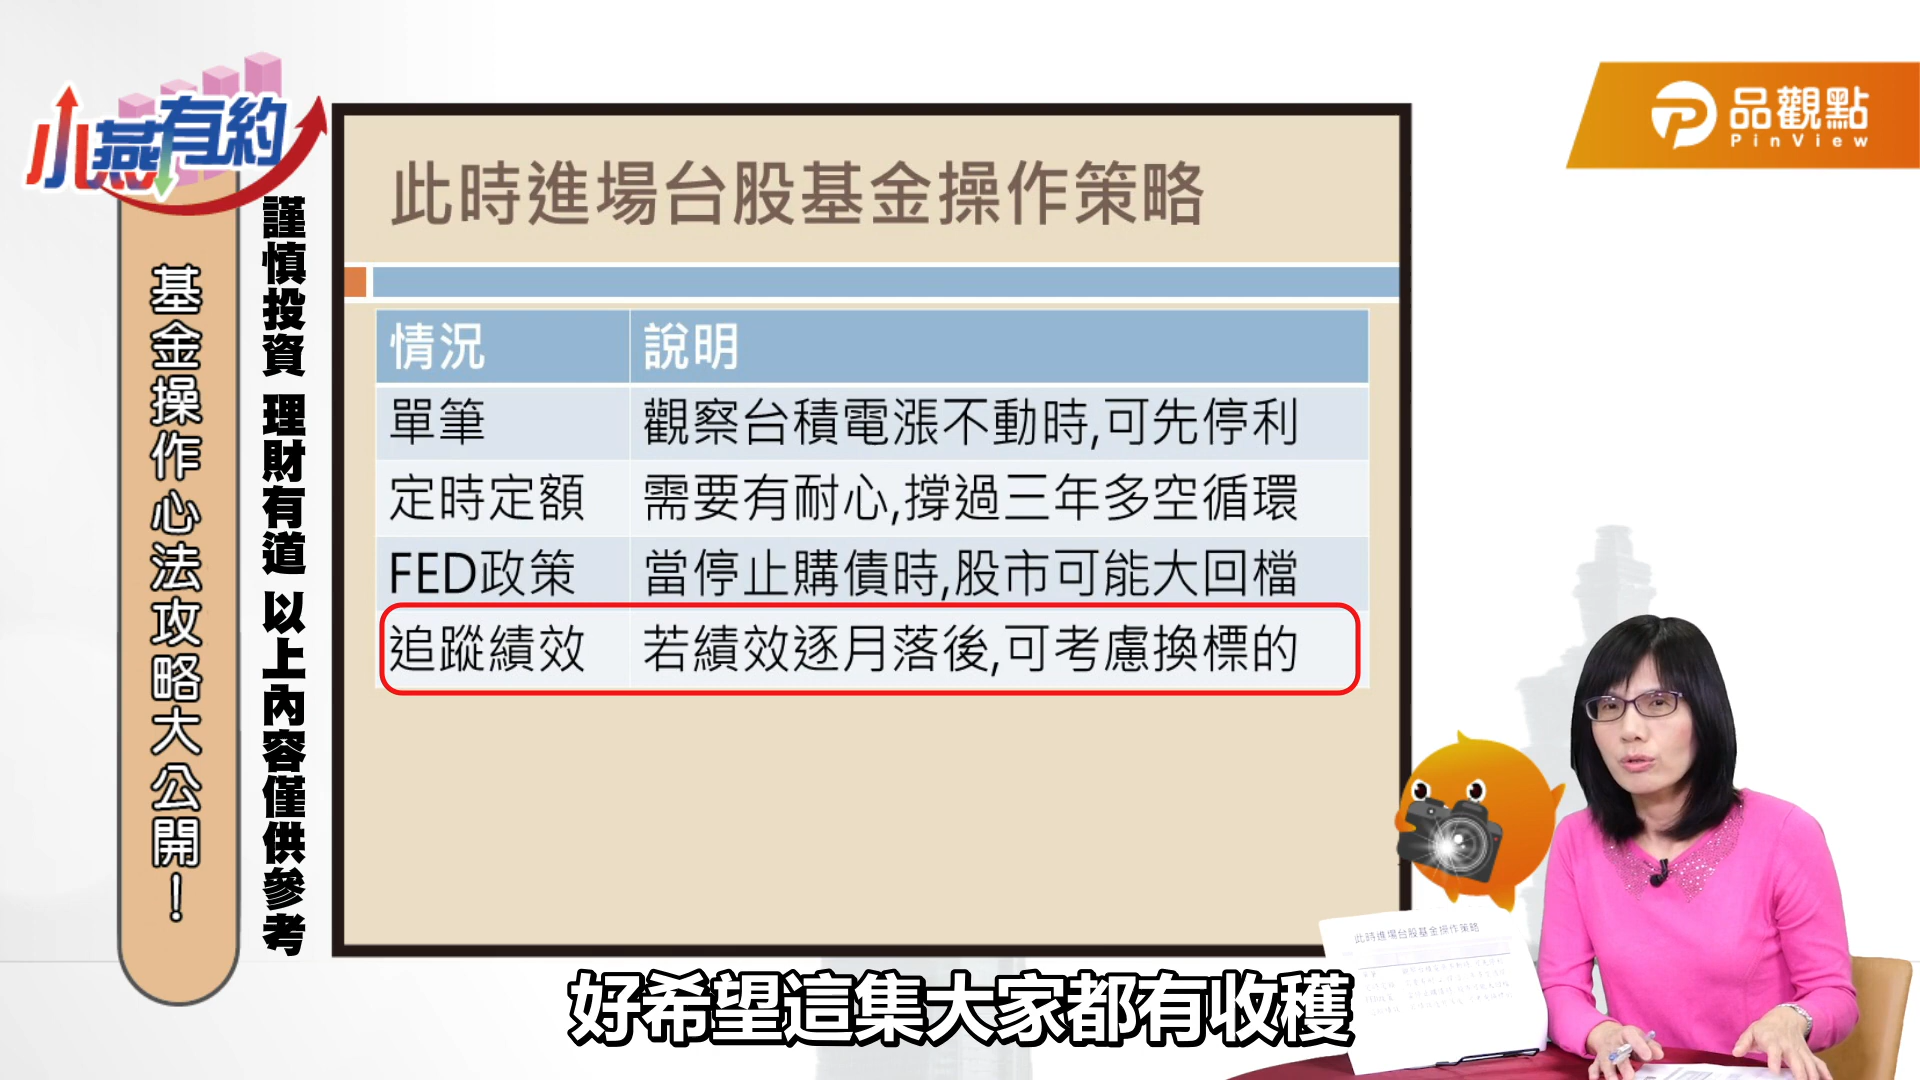 小燕有約
品觀點
PinView
基金操作心法攻略大公開！
謹慎投資 理財有道 以上內容僅供參考
此時進場台股基金操作策略
情況 說明
單筆 觀察台積電漲不動時,可先停利
定時定額 需要有耐心,撐過三年多空循環
FED政策 當停止購債時,股市可能大回檔
追蹤績效 若績效逐月落後,可考慮換標的
此時進場台股基金操作策略
好希望這集大家都有收穫